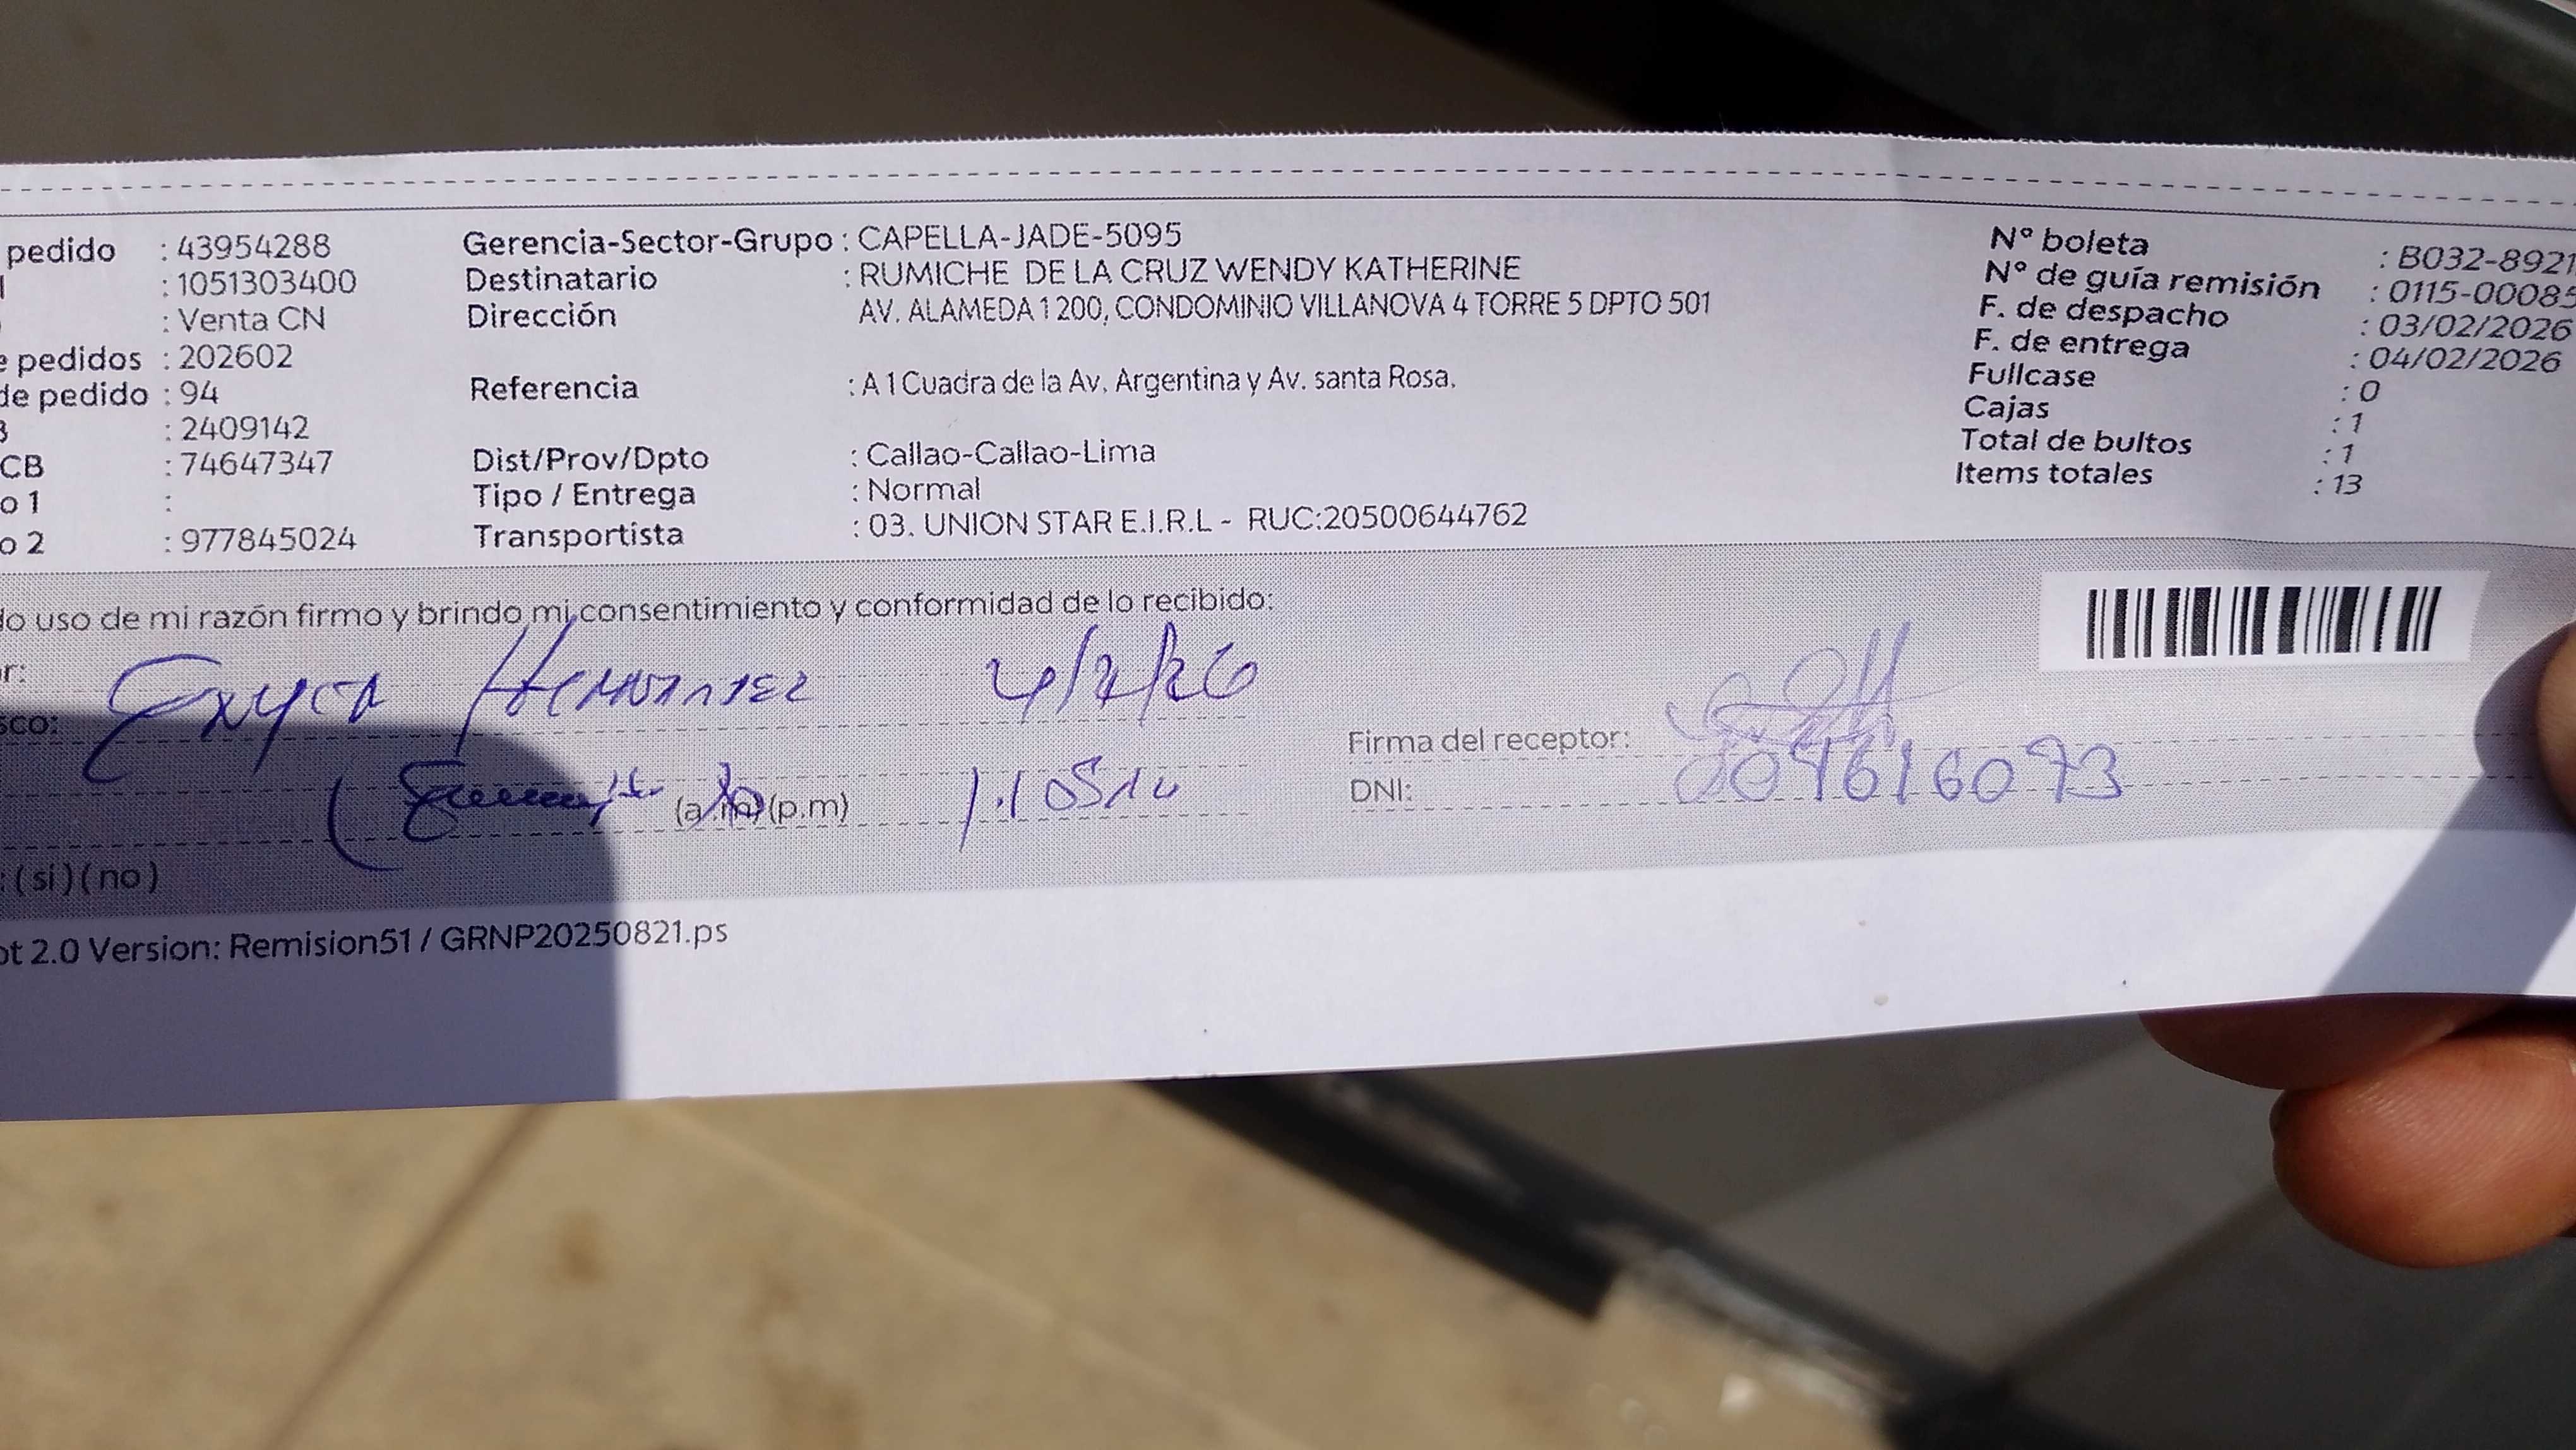 pedido : 43954288 Gerencia-Sector-Grupo : CAPELLA-JADE-5095 N° boleta : B032-8921
: 1051303400 Destinatario : RUMICHE DE LA CRUZ WENDY KATHERINE N° de guía remisión : 0115-00085
: Venta CN Dirección AV. ALAMEDA 1200, CONDOMINIO VILLANOVA 4 TORRE 5 DPTO 501 F. de despacho : 03/02/2026
e pedidos : 202602 F. de entrega : 04/02/2026
de pedido : 94 Referencia : A 1 Cuadra de la Av. Argentina y Av. santa Rosa. Fullcase : 0
: 2409142 Cajas : 1
CB : 74647347 Dist/Prov/Dpto : Callao-Callao-Lima Total de bultos : 1
o 1 : Tipo / Entrega : Normal Items totales : 13
o 2 : 977845024 Transportista : 03. UNION STAR E.I.R.L - RUC:20500644762
do uso de mi razón firmo y brindo mi consentimiento y conformidad de lo recibido:
r: Hernandez 4/2/26
sco: Firma del receptor:
(a.m) (p.m) DNI:
: (si) (no)
ot 2.0 Version: Remision51 / GRNP20250821.ps